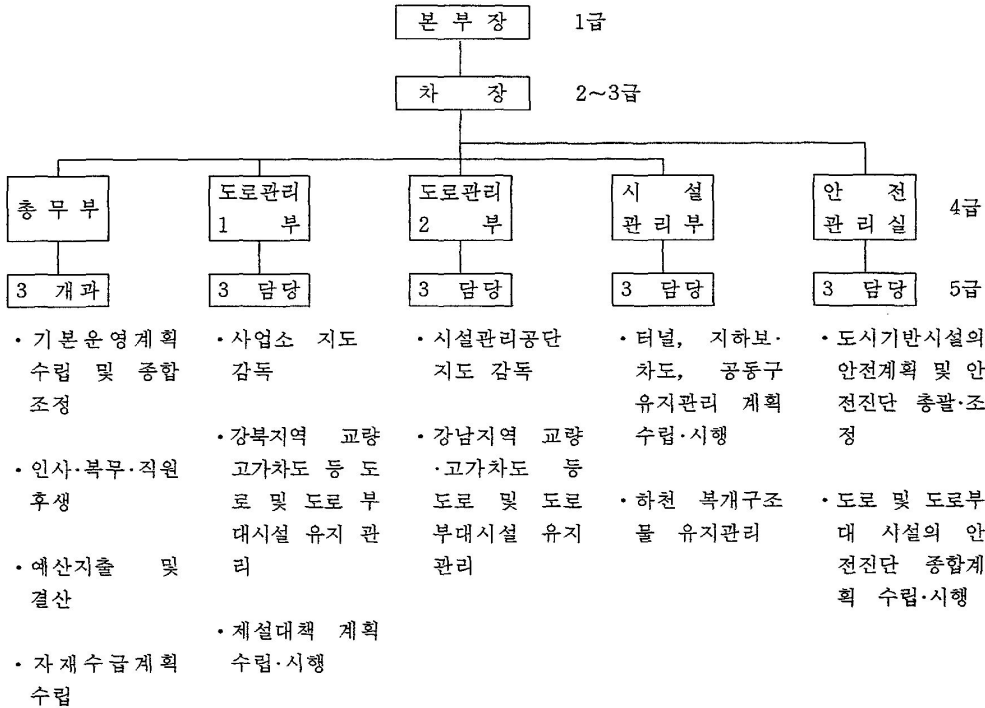 본 부 장 1급
차 장 2~3급
총 무 부
도로관리
1 부
도로관리
2 부
시 설
관 리 부
안 전
관 리 실
4급
3 개 과
3 담당
3 담당
3 담당
3 담당
5급
· 기본운영계획
수립 및 종합
조정
· 인사·복무·직원
후생
· 예산지출 및
결산
· 자재수급계획
수립
· 사업소 지도
감독
· 강북지역 교량
고가차도 등 도
로 및 도로 부
대시설 유지 관
리
· 제설대책 계획
수립·시행
· 시설관리공단
지도 감독
· 강남지역 교량
·고가차도 등
도로 및 도로
부대시설 유지
관리
· 터널, 지하보·
차도, 공동구
유지관리 계획
수립·시행
· 하천 복개구조
물 유지관리
· 도시기반시설의
안전계획 및 안
전진단 총괄·조
정
· 도로 및 도로부
대 시설의 안
전진단 종합계
획 수립·시행